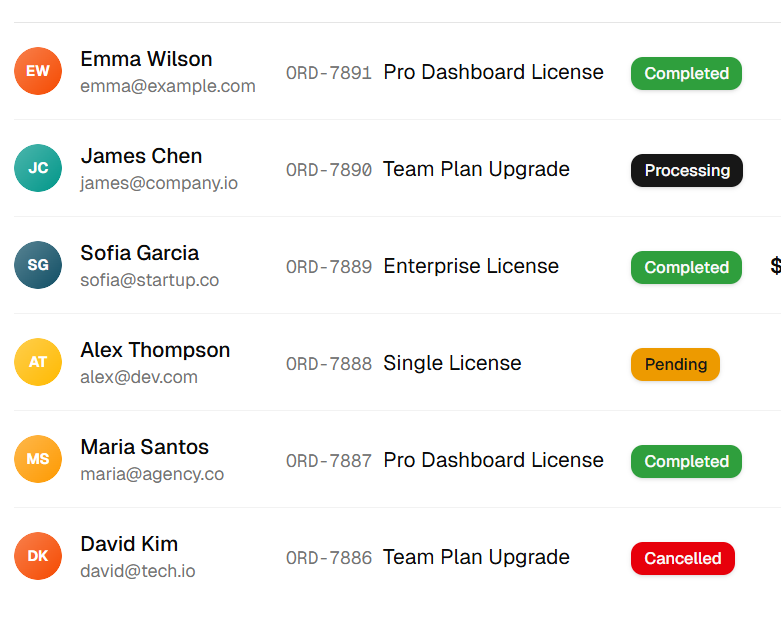 EW Emma Wilson ORD-7891 Pro Dashboard License Completed
emma@example.com
JC James Chen ORD-7890 Team Plan Upgrade Processing
james@company.io
SG Sofia Garcia ORD-7889 Enterprise License Completed $
sofia@startup.co
AT Alex Thompson ORD-7888 Single License Pending
alex@dev.com
MS Maria Santos ORD-7887 Pro Dashboard License Completed
maria@agency.co
DK David Kim ORD-7886 Team Plan Upgrade Cancelled
david@tech.io